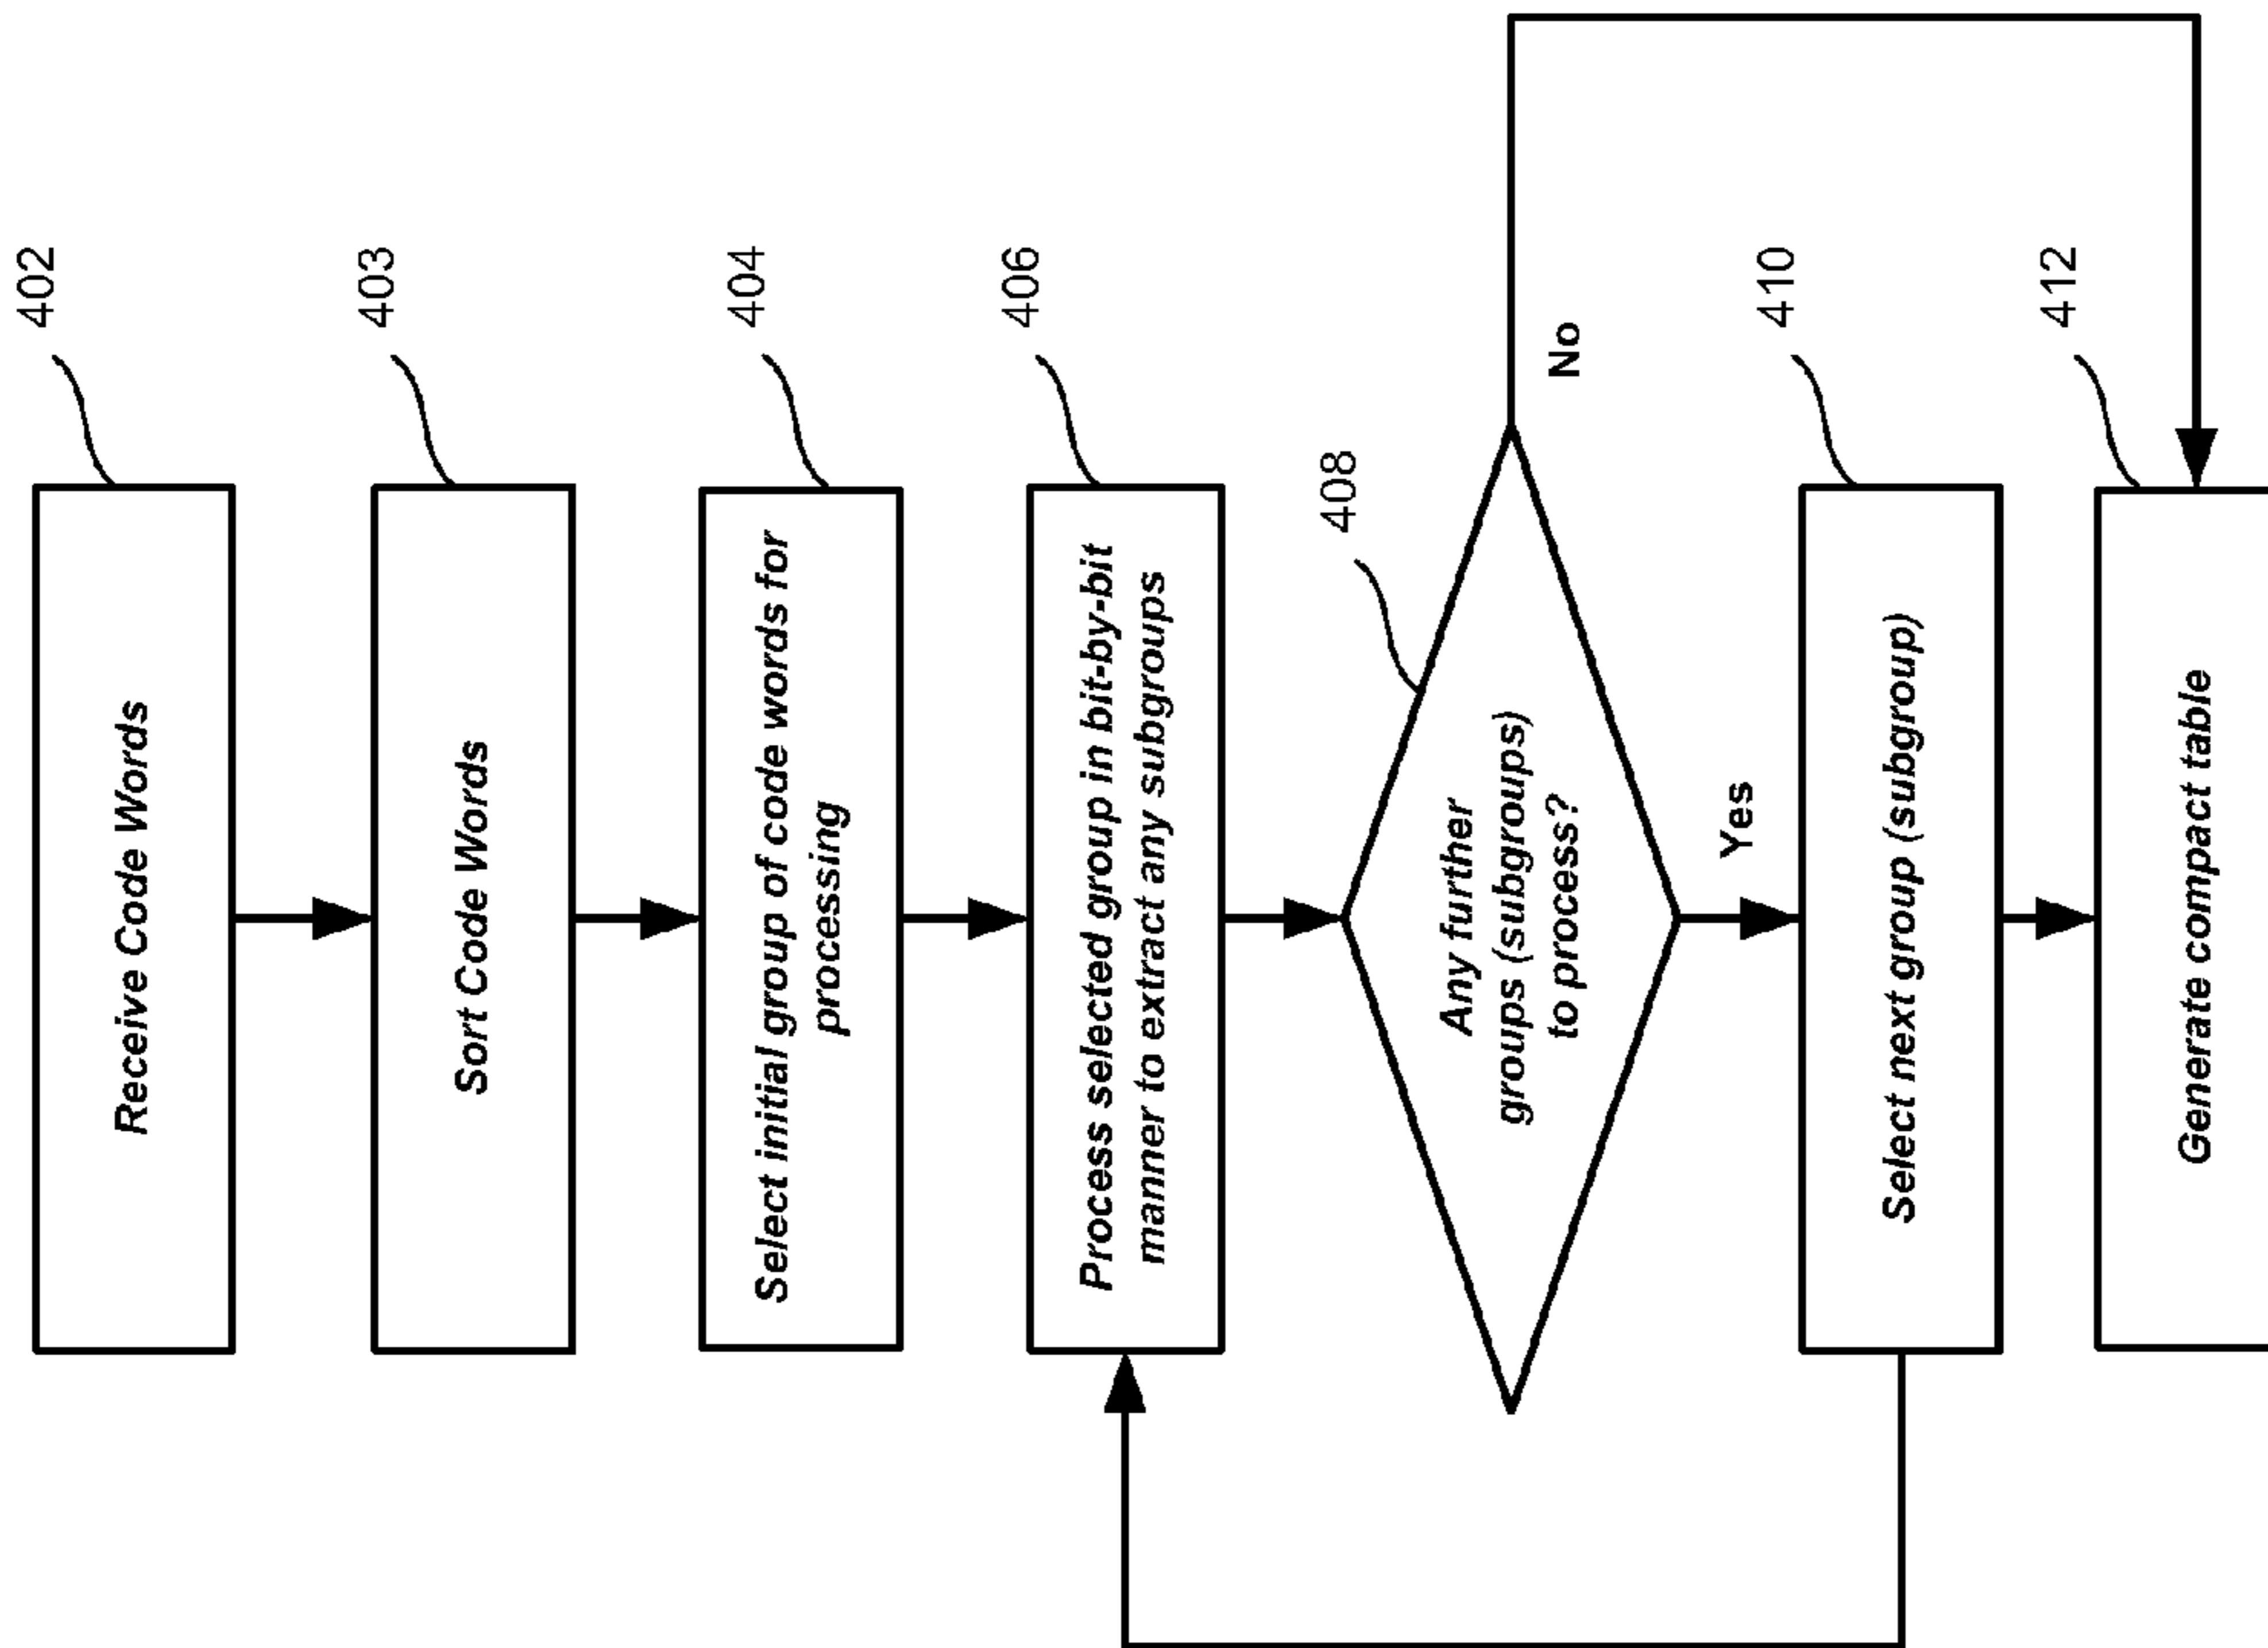 402
Receive Code Words
403
Sort Code Words
404
Select initial group of code words for
processing
406
Process selected group in bit-by-bit
manner to extract any subgroups
408
Any further
groups (subgroups)
to process?
No
Yes
410
Select next group (subgroup)
412
Generate compact table